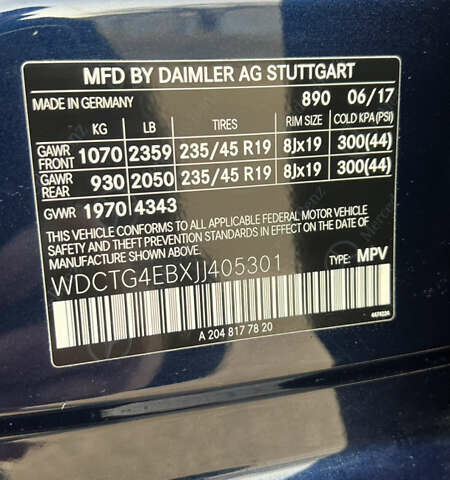 MFD BY DAIMLER AG STUTTGART
MADE IN GERMANY 890 06/17
KG LB TIRES RIM SIZE COLD KPA(PSI)
GAWR FRONT 1070 2359 235/45 R19 8Jx19 300(44)
GAWR REAR 930 2050 235/45 R19 8Jx19 300(44)
GVWR 1970 4343
THIS VEHICLE CONFORMS TO ALL APPLICABLE FEDERAL MOTOR VEHICLE
SAFETY, BUMPER, AND THEFT PREVENTION STANDARDS IN EFFECT ON THE
DATE OF MANUFACTURE SHOWN ABOVE.
WDCTG4EBXJJ405301 TYPE: MPV
A 204 817 78 20